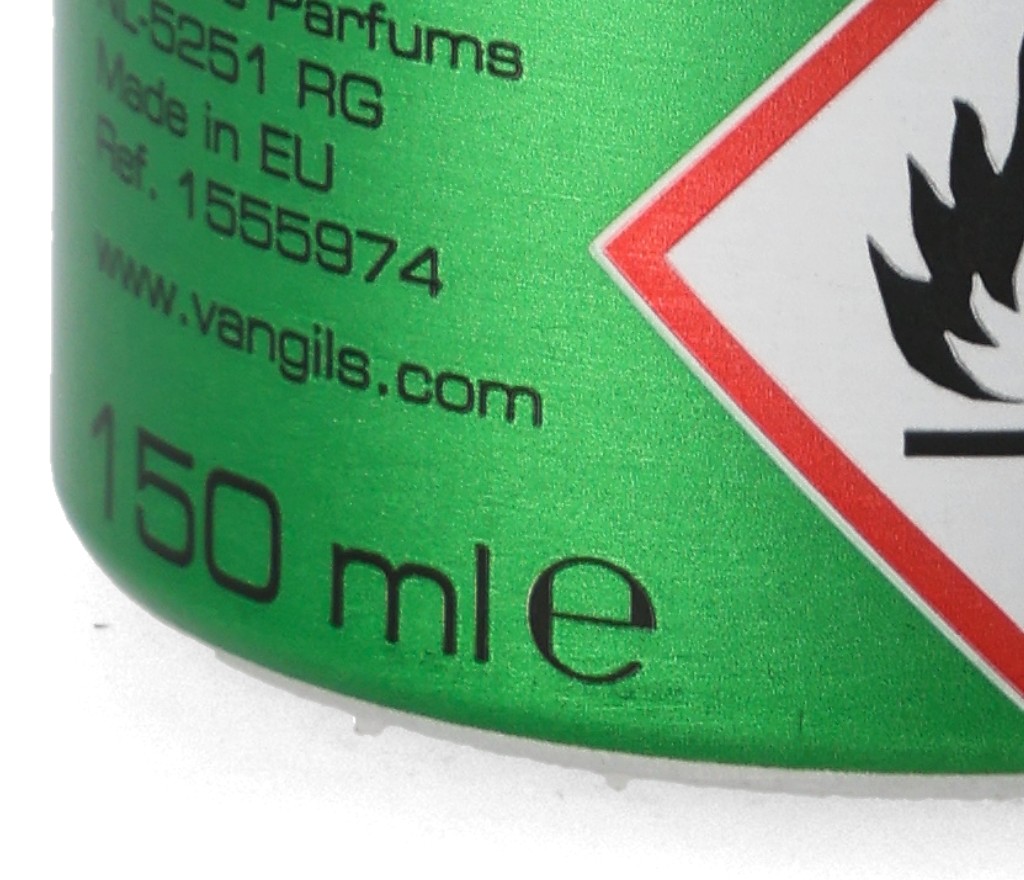 Parfums
NL-5251 RG
Made in EU
Ref. 1555974
www.vangils.com
150 ml e